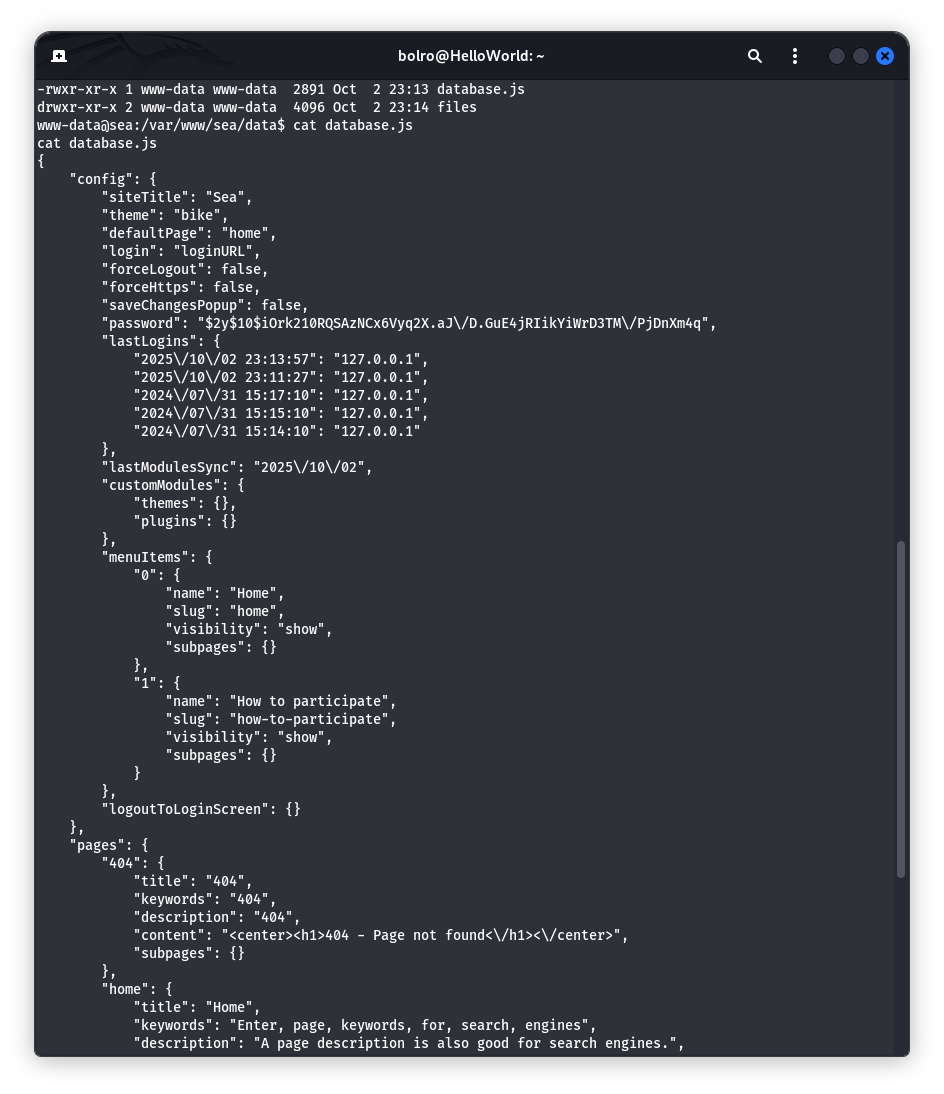 bolro@HelloWorld: ~
-rwxr-xr-x 1 www-data www-data  2891 Oct  2 23:13 database.js
drwxr-xr-x 2 www-data www-data  4096 Oct  2 23:14 files
www-data@sea:/var/www/sea/data$ cat database.js
cat database.js
{
    "config": {
        "siteTitle": "Sea",
        "theme": "bike",
        "defaultPage": "home",
        "login": "loginURL",
        "forceLogout": false,
        "forceHttps": false,
        "saveChangesPopup": false,
        "password": "$2y$10$iOrk210RQSAzNCx6Vyq2X.aJ\/D.GuE4jRIikYiWrD3TM\/PjDnXm4q",
        "lastLogins": {
            "2025\/10\/02 23:13:57": "127.0.0.1",
            "2025\/10\/02 23:11:27": "127.0.0.1",
            "2024\/07\/31 15:17:10": "127.0.0.1",
            "2024\/07\/31 15:15:10": "127.0.0.1",
            "2024\/07\/31 15:14:10": "127.0.0.1"
        },
        "lastModulesSync": "2025\/10\/02",
        "customModules": {
            "themes": {},
            "plugins": {}
        },
        "menuItems": {
            "0": {
                "name": "Home",
                "slug": "home",
                "visibility": "show",
                "subpages": {}
            },
            "1": {
                "name": "How to participate",
                "slug": "how-to-participate",
                "visibility": "show",
                "subpages": {}
            }
        },
        "logoutToLoginScreen": {}
    },
    "pages": {
        "404": {
            "title": "404",
            "keywords": "404",
            "description": "404",
            "content": "<center><h1>404 - Page not found<\/h1><\/center>",
            "subpages": {}
        },
        "home": {
            "title": "Home",
            "keywords": "Enter, page, keywords, for, search, engines",
            "description": "A page description is also good for search engines.",